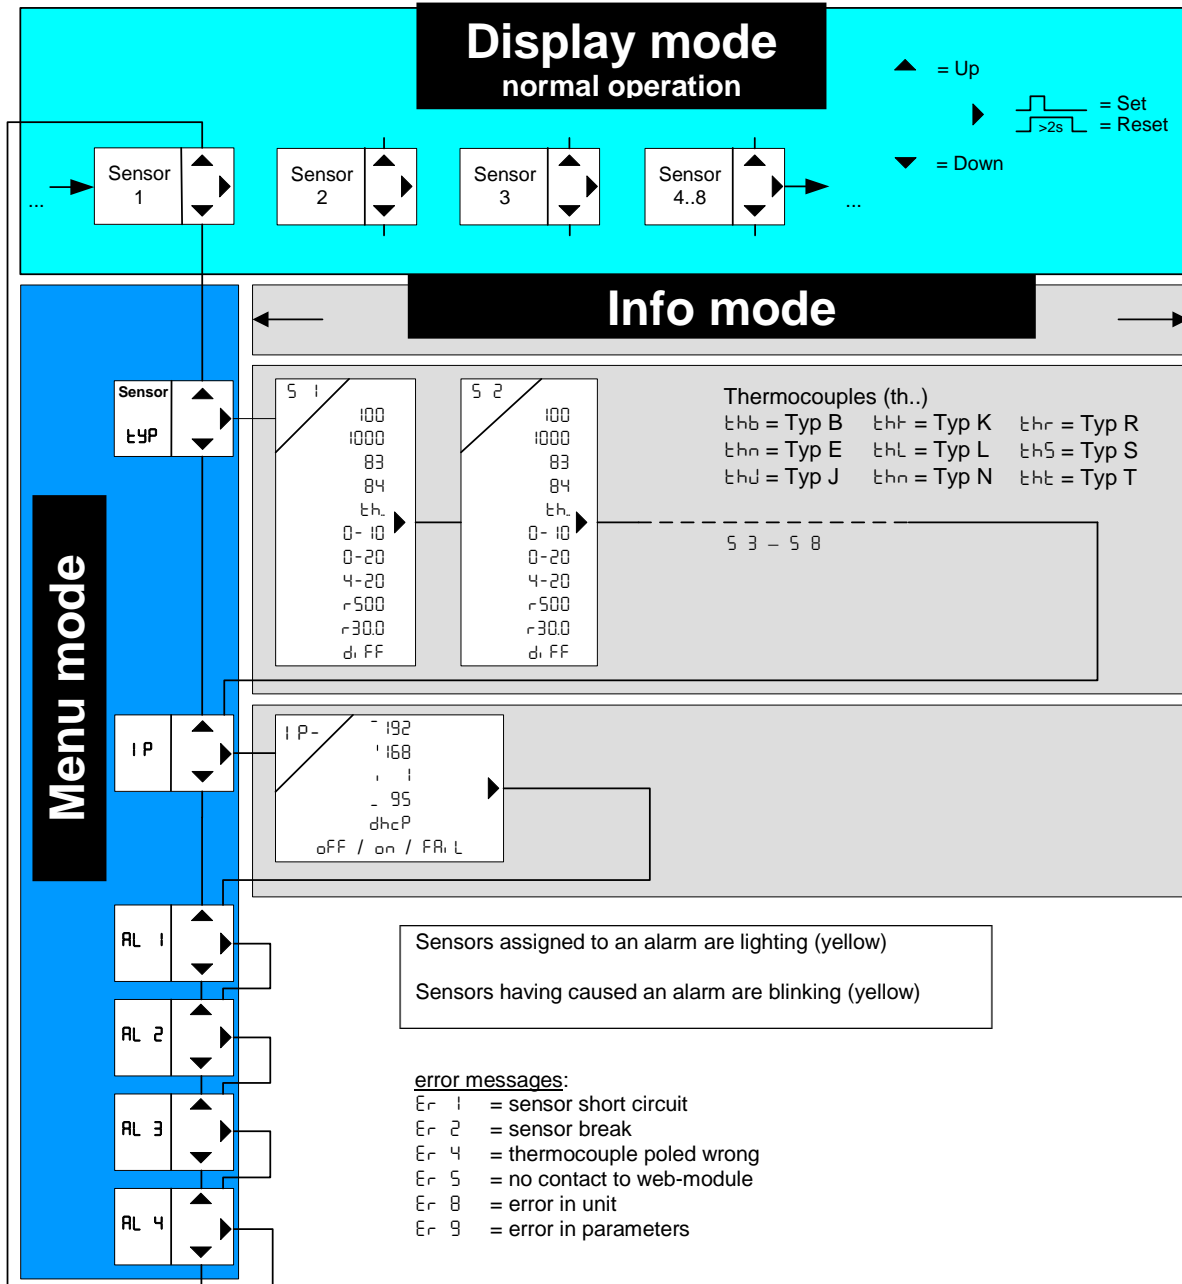 Display mode
normal operation
= Up
= Set
>2s = Reset
= Down
...
Sensor
1
Sensor
2
Sensor
3
Sensor
4..8
...
Info mode
Menu mode
Sensor
tYP
S 1
100
1000
83
84
th..
0-10
0-20
4-20
r500
r30.0
diFF
S 2
100
1000
83
84
th..
0-10
0-20
4-20
r500
r30.0
diFF
Thermocouples (th..)
thb = Typ B
thn = Typ E
thJ = Typ J
tht = Typ K
thL = Typ L
thn = Typ N
thr = Typ R
thS = Typ S
tht = Typ T
S 3 – S 8
IP
IP-
¯192
'168
ı 1
_ 95
dhcP
oFF / on / FAiL
AL 1
AL 2
AL 3
AL 4
Sensors assigned to an alarm are lighting (yellow)
Sensors having caused an alarm are blinking (yellow)
error messages:
Er 1 = sensor short circuit
Er 2 = sensor break
Er 4 = thermocouple poled wrong
Er 5 = no contact to web-module
Er 8 = error in unit
Er 9 = error in parameters